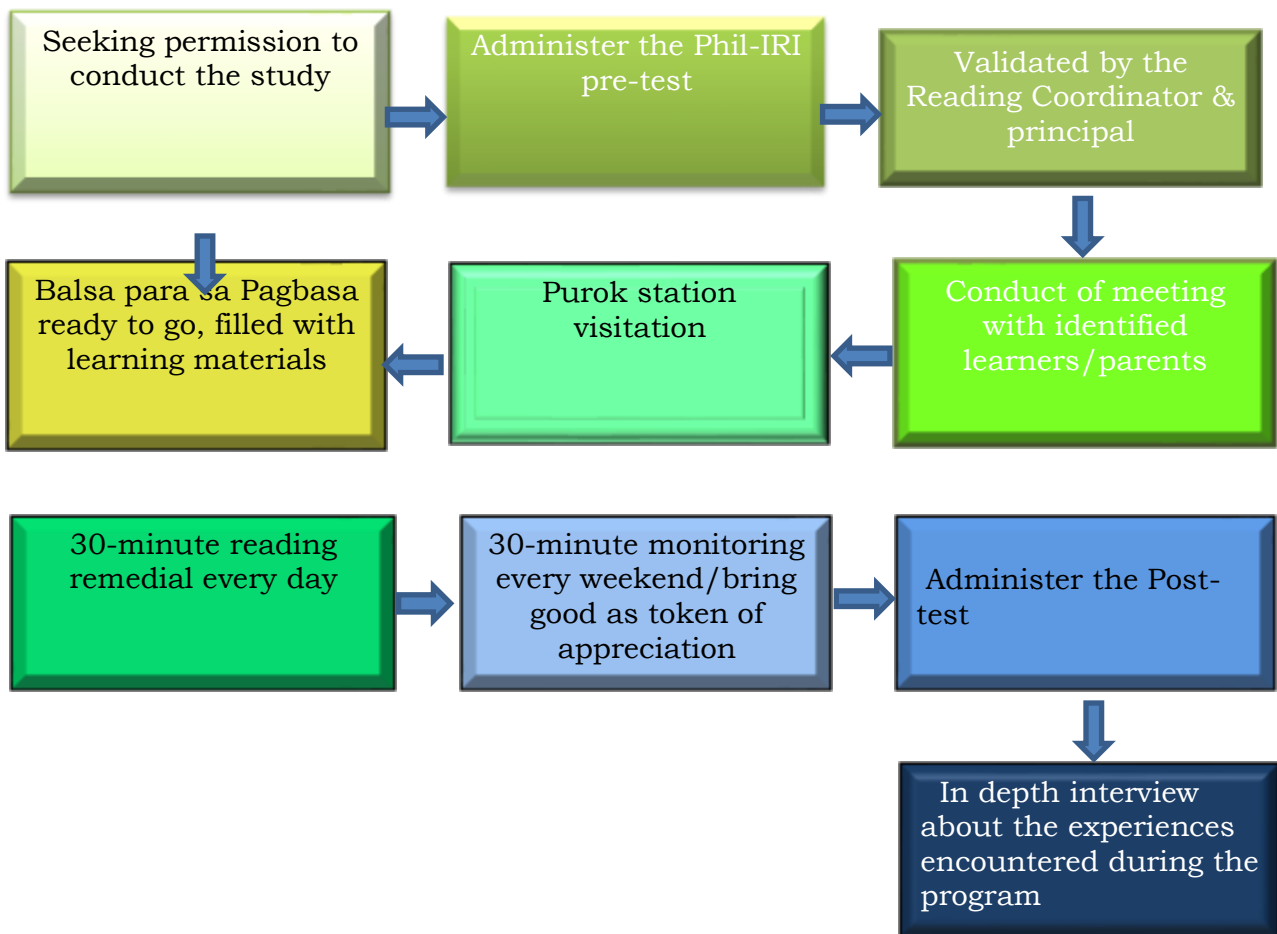 Seeking permission to
conduct the study
Administer the Phil-IRI
pre-test
Validated by the
Reading Coordinator &
principal
Balsa para sa Pagbasa
ready to go, filled with
learning materials
Purok station
visitation
Conduct of meeting
with identified
learners/parents
30-minute reading
remedial every day
30-minute monitoring
every weekend/bring
good as token of
appreciation
Administer the Post-
test
In depth interview
about the experiences
encountered during the
program